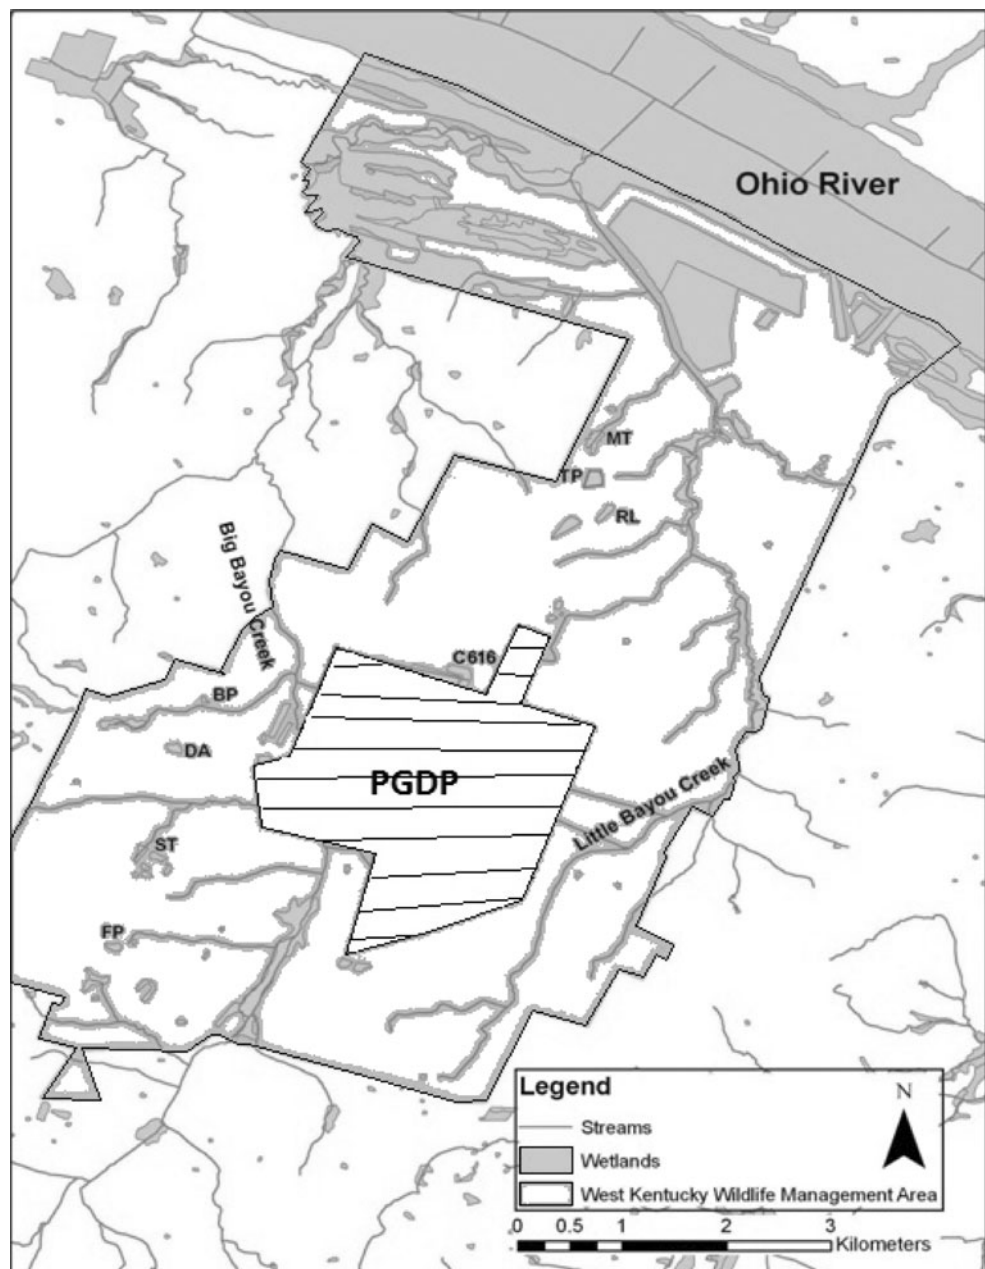 Ohio River
MT
TP
RL
Big Bayou Creek
C616
BP
DA
PGDP
Little Bayou Creek
ST
FP
Legend
N
Streams
Wetlands
West Kentucky Wildlife Management Area
0 0.5 1 2 3
Kilometers